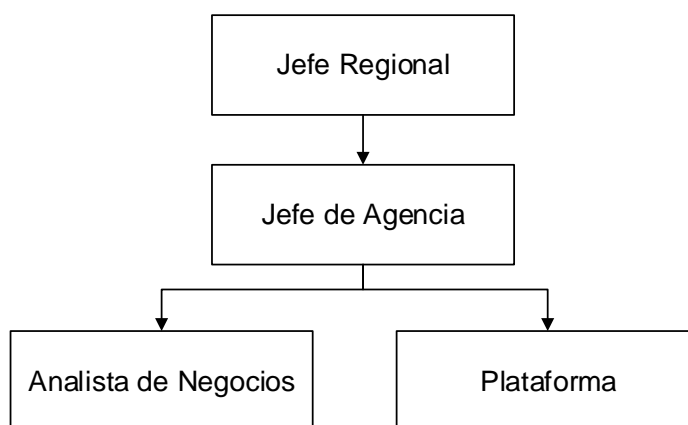 Jefe Regional
Jefe de Agencia
Analista de Negocios
Plataforma